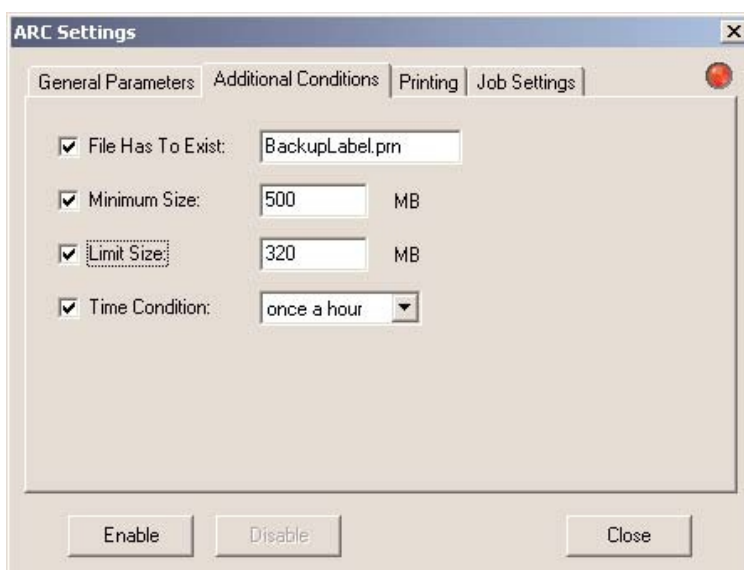 ARC Settings
General Parameters Additional Conditions Printing Job Settings
File Has To Exist: BackupLabel.prn
Minimum Size: 500 MB
Limit Size: 320 MB
Time Condition: once a hour
Enable Disable Close